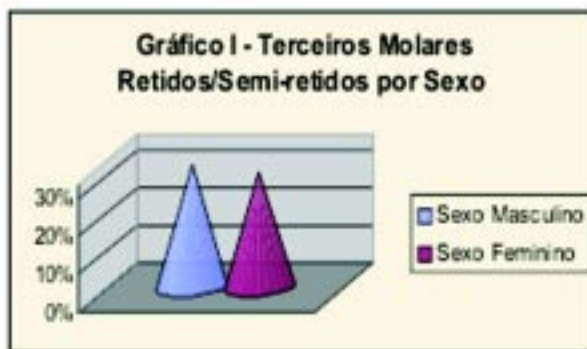 Gráfico I - Terceiros Molares
Retidos/Semi-retidos por Sexo
30%
20%
10%
0%
Sexo Masculino
Sexo Feminino